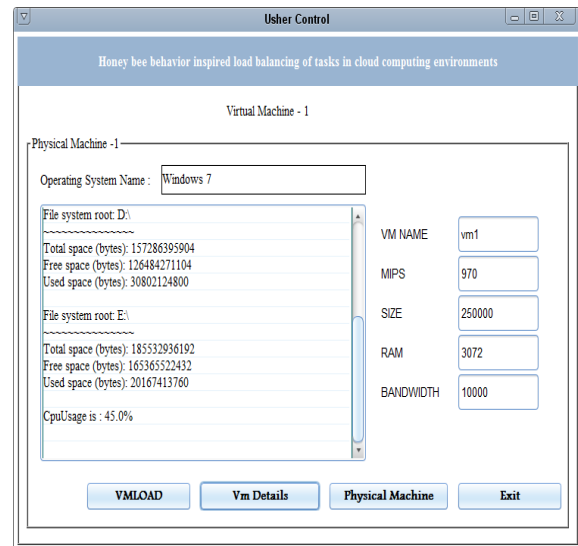 Usher Control
Honey bee behavior inspired load balancing of tasks in cloud computing environments
Virtual Machine - 1
Physical Machine -1
Operating System Name : Windows 7
File system root: D:\
~~~~~~~~~~~~~~~
Total space (bytes): 157286395904
Free space (bytes): 126484271104
Used space (bytes): 30802124800
File system root: E:\
~~~~~~~~~~~~~~~
Total space (bytes): 185532936192
Free space (bytes): 165365522432
Used space (bytes): 20167413760
CpuUsage is : 45.0%
VM NAME vm1
MIPS 970
SIZE 250000
RAM 3072
BANDWIDTH 10000
VMLOAD Vm Details Physical Machine Exit